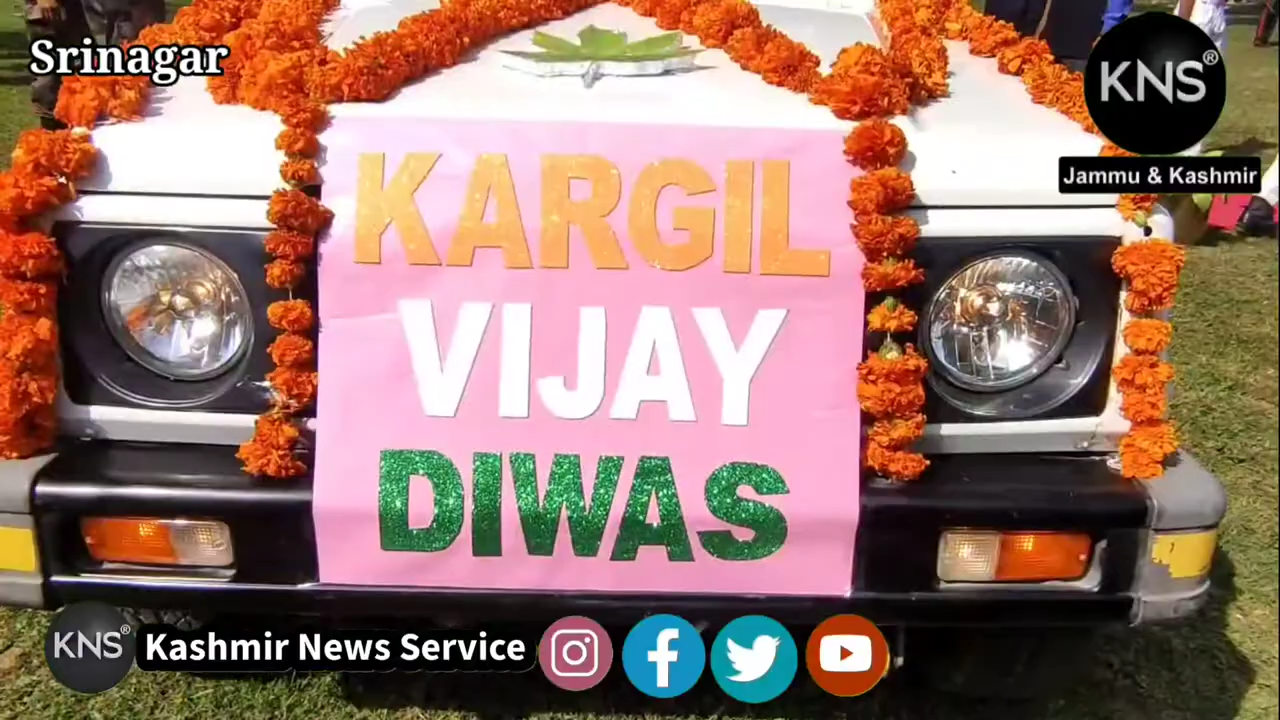 Srinagar
KNS®
Jammu & Kashmir
KARGIL
VIJAY
DIWAS
KNS®
Kashmir News Service